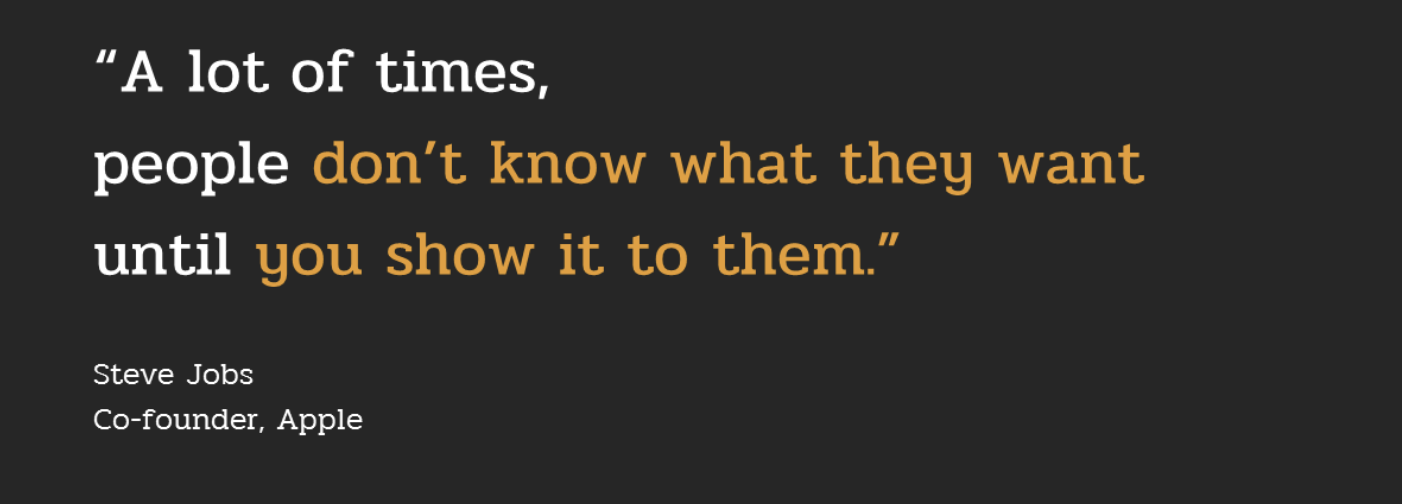 “A lot of times,
people don’t know what they want
until you show it to them.”
Steve Jobs
Co-founder, Apple